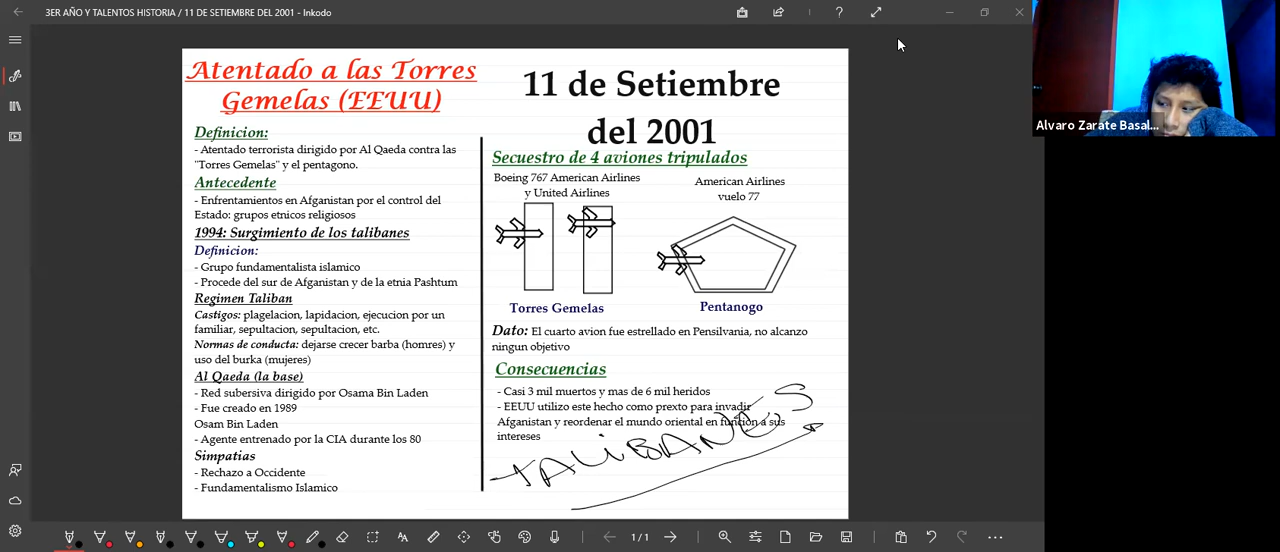 3ER AÑO Y TALENTOS HISTORIA / 11 DE SETIEMBRE DEL 2001 - Inkodo
Alvaro Zarate Basal...
Atentado a las Torres
Gemelas (EEUU)
Definicion:
- Atentado terrorista dirigido por Al Qaeda contra las
"Torres Gemelas" y el pentagono.
Antecedente
- Enfrentamientos en Afganistan por el control del
Estado: grupos etnicos religiosos
1994: Surgimiento de los talibanes
Definicion:
- Grupo fundamentalista islamico
- Procede del sur de Afganistan y de la etnia Pashtum
Regimen Taliban
Castigos: plagelacion, lapidacion, ejecucion por un
familiar, sepultacion, sepultacion, etc.
Normas de conducta: dejarse crecer barba (homres) y
uso del burka (mujeres)
Al Qaeda (la base)
- Red subersiva dirigido por Osama Bin Laden
- Fue creado en 1989
Osam Bin Laden
- Agente entrenado por la CIA durante los 80
Simpatias
- Rechazo a Occidente
- Fundamentalismo Islamico
11 de Setiembre
del 2001
Secuestro de 4 aviones tripulados
Boeing 767 American Airlines
y United Airlines
American Airlines
vuelo 77
Torres Gemelas
Pentanogo
Dato: El cuarto avion fue estrellado en Pensilvania, no alcanzo
ningun objetivo
Consecuencias
- Casi 3 mil muertos y mas de 6 mil heridos
- EEUU utilizo este hecho como prexto para invadir
Afganistan y reordenar el mundo oriental en función a sus
intereses
TALIBANES
1/1